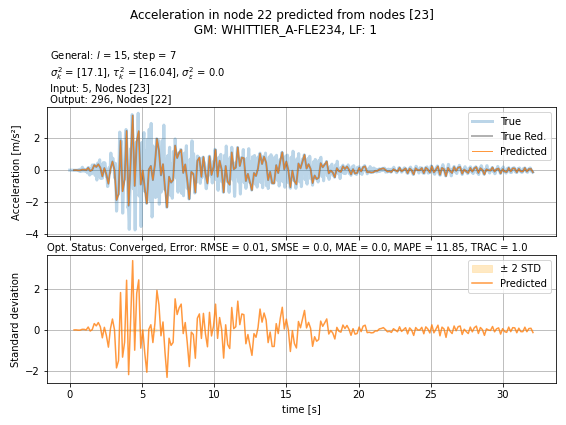 Acceleration in node 22 predicted from nodes [23]
GM: WHITTIER_A-FLE234, LF: 1
General: l = 15, step = 7
σ²ₖ = [17.1], τ²ₖ = [16.04], σ²ε = 0.0
Input: 5, Nodes [23]
Output: 296, Nodes [22]
Acceleration [m/s²]
2
0
−2
−4
True
True Red.
Predicted
Opt. Status: Converged, Error: RMSE = 0.01, SMSE = 0.0, MAE = 0.0, MAPE = 11.85, TRAC = 1.0
Standard deviation
2
0
−2
± 2 STD
Predicted
0 5 10 15 20 25 30
time [s]